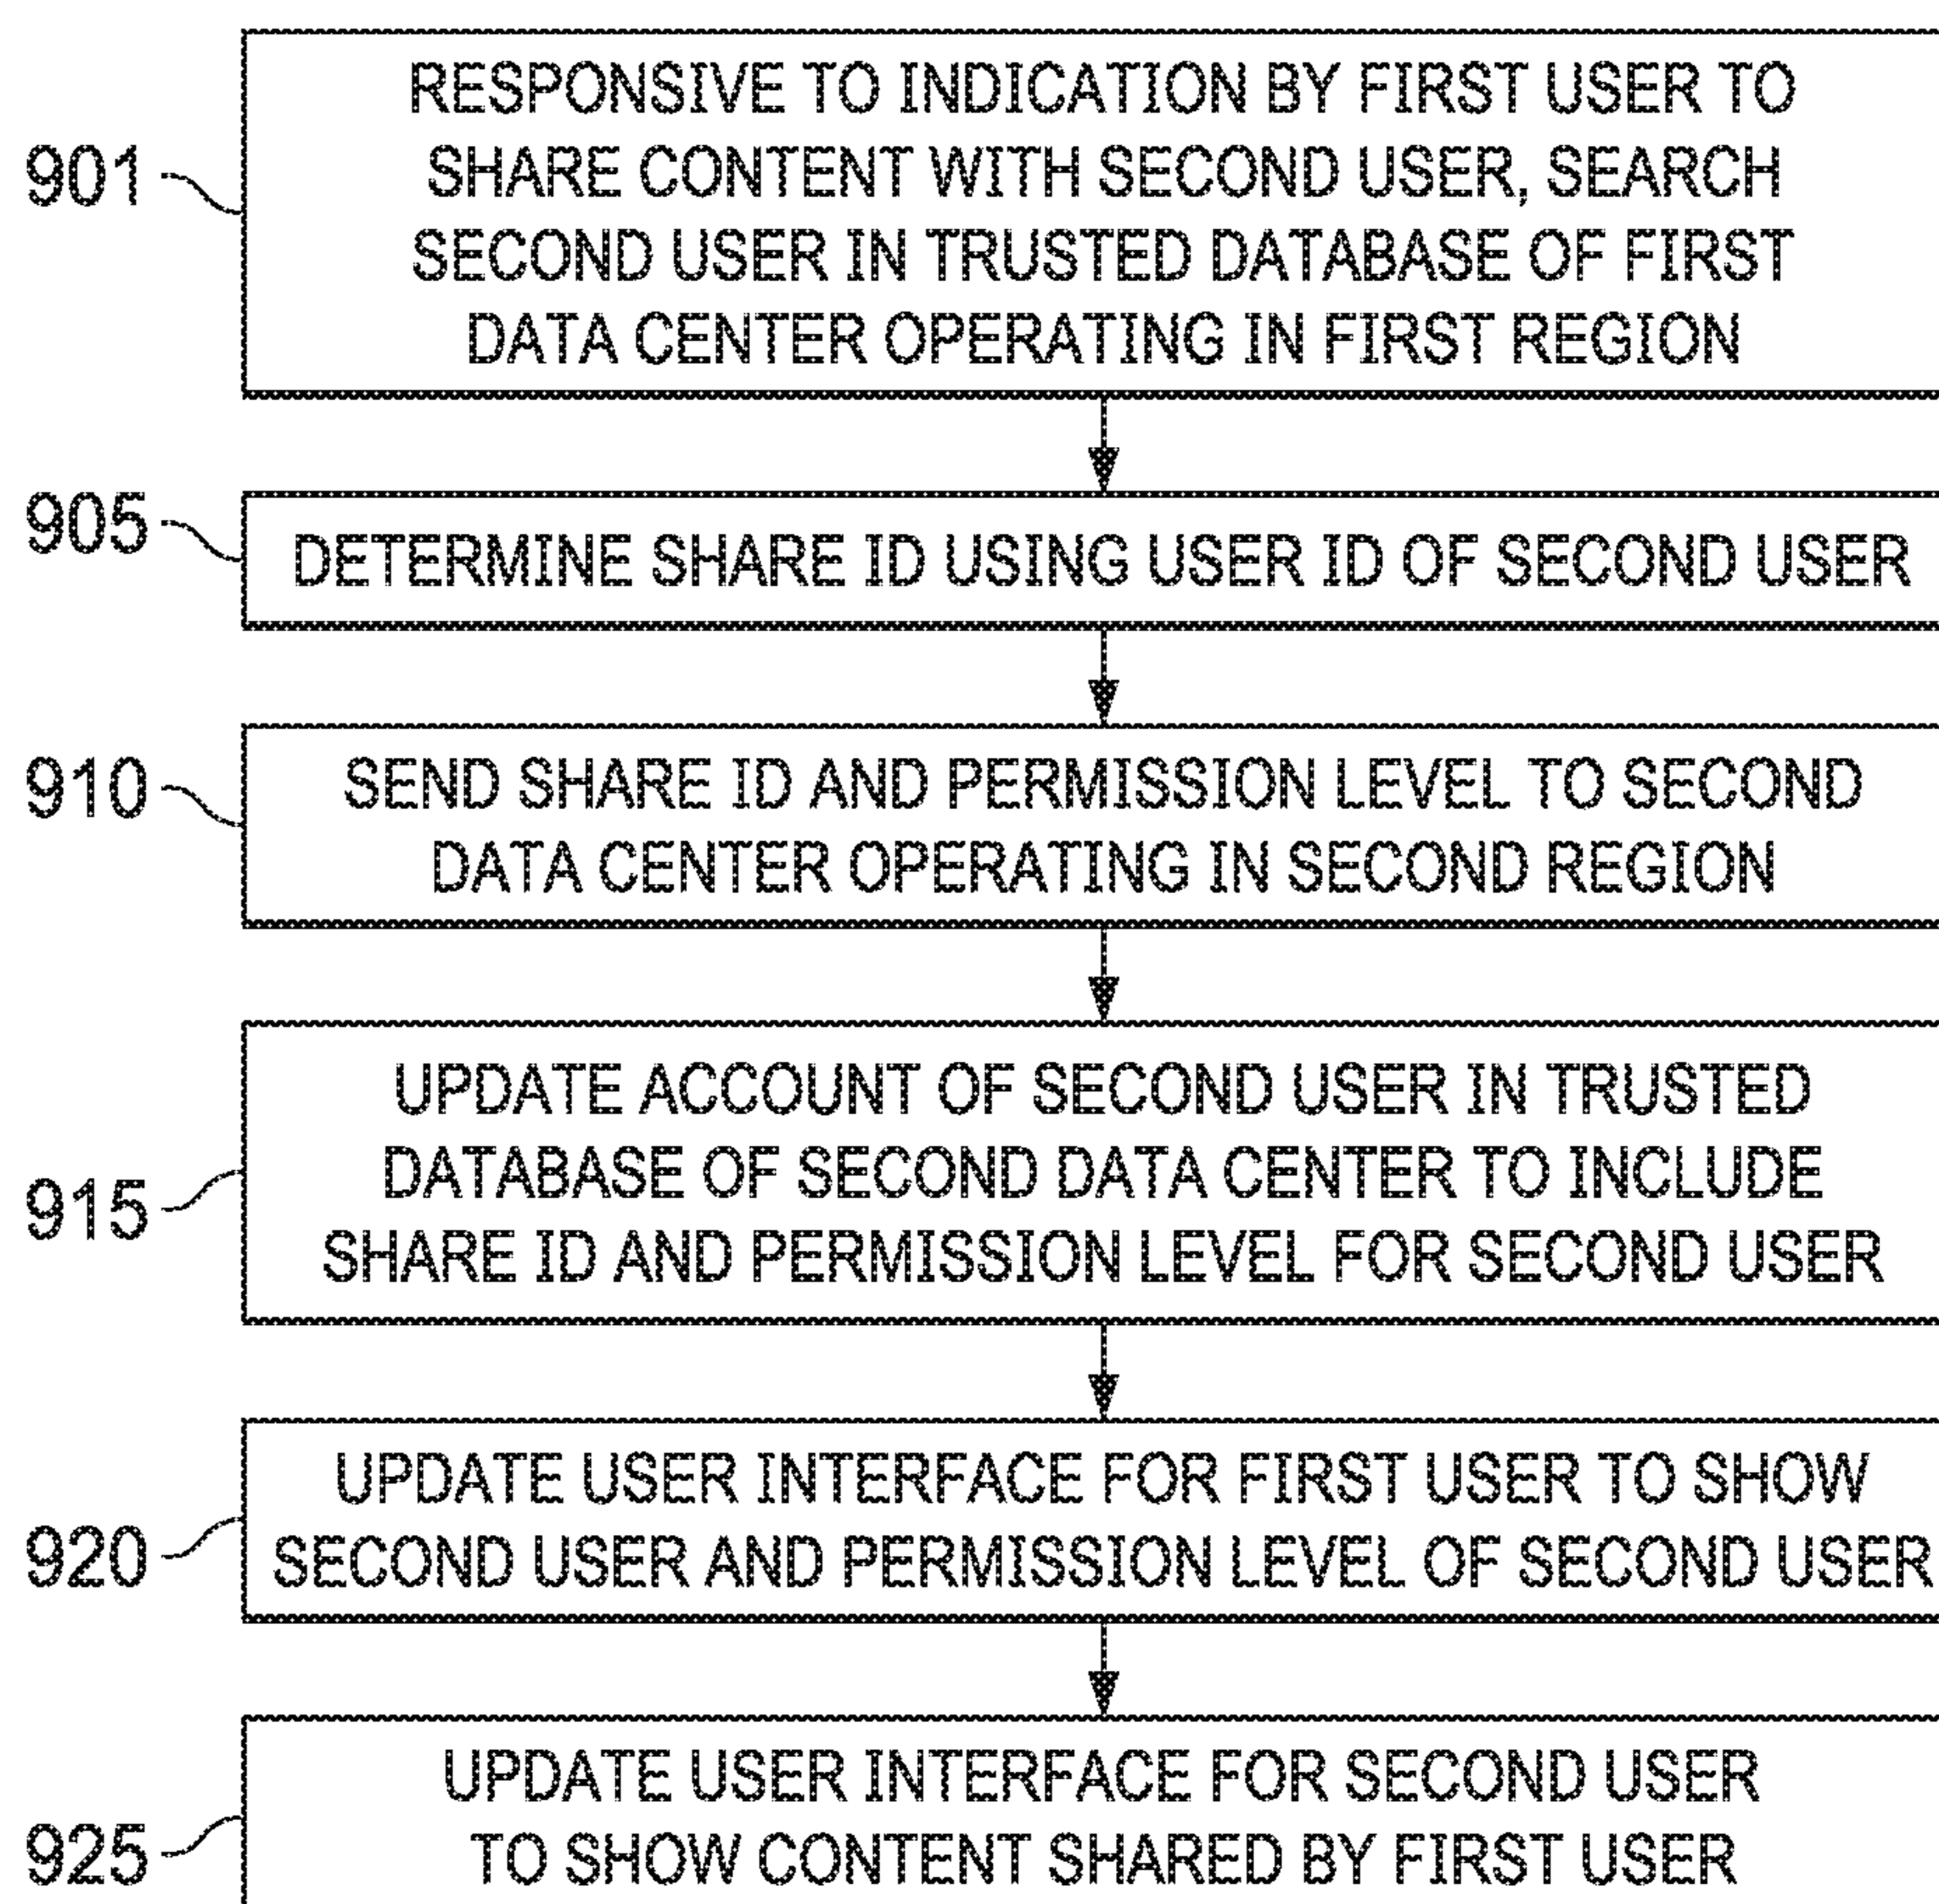 901
RESPONSIVE TO INDICATION BY FIRST USER TO
SHARE CONTENT WITH SECOND USER, SEARCH
SECOND USER IN TRUSTED DATABASE OF FIRST
DATA CENTER OPERATING IN FIRST REGION
905
DETERMINE SHARE ID USING USER ID OF SECOND USER
910
SEND SHARE ID AND PERMISSION LEVEL TO SECOND
DATA CENTER OPERATING IN SECOND REGION
915
UPDATE ACCOUNT OF SECOND USER IN TRUSTED
DATABASE OF SECOND DATA CENTER TO INCLUDE
SHARE ID AND PERMISSION LEVEL FOR SECOND USER
920
UPDATE USER INTERFACE FOR FIRST USER TO SHOW
SECOND USER AND PERMISSION LEVEL OF SECOND USER
925
UPDATE USER INTERFACE FOR SECOND USER
TO SHOW CONTENT SHARED BY FIRST USER